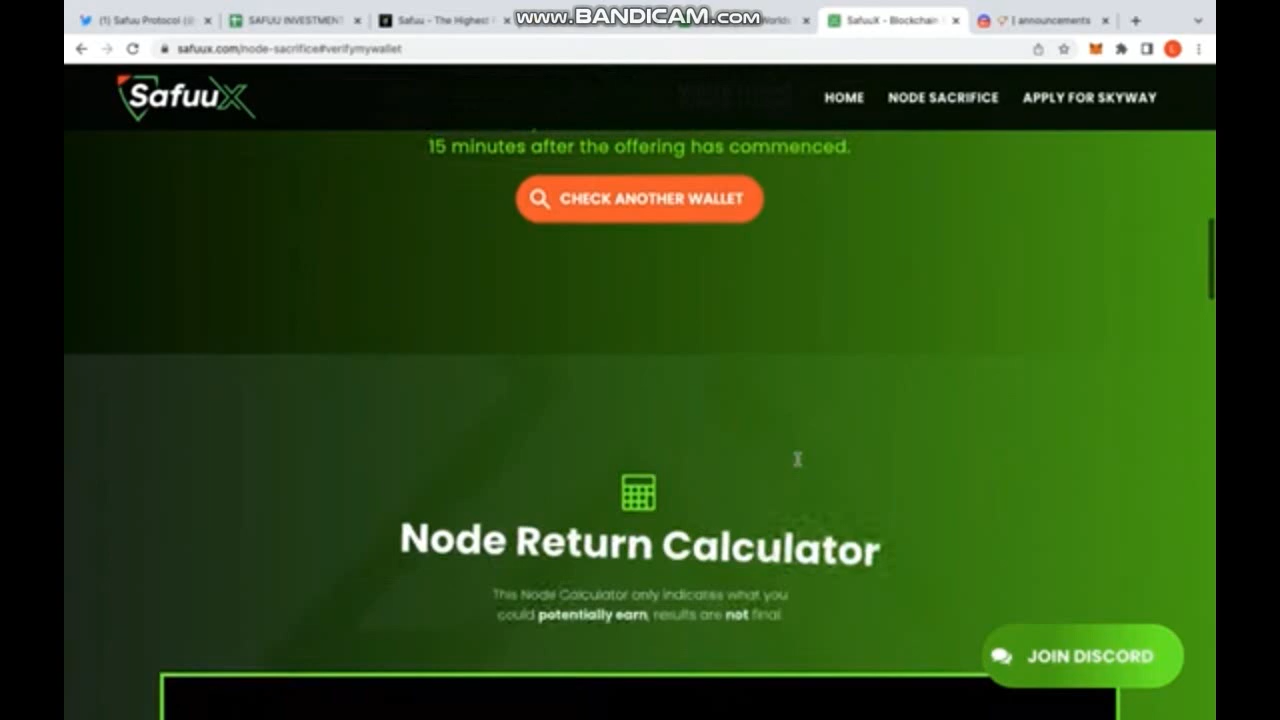 www.BANDICAM.com
(1) Safuu Protocol (@
SAFUU INVESTMENT
Safuu - The Highest
SafuuX - Blockchain
| announcements
safuux.com/node-sacrifice#verifymywallet
SafuuX
HOME
NODE SACRIFICE
APPLY FOR SKYWAY
15 minutes after the offering has commenced.
CHECK ANOTHER WALLET
Node Return Calculator
This Node Calculator only indicates what you
could potentially earn, results are not final
JOIN DISCORD